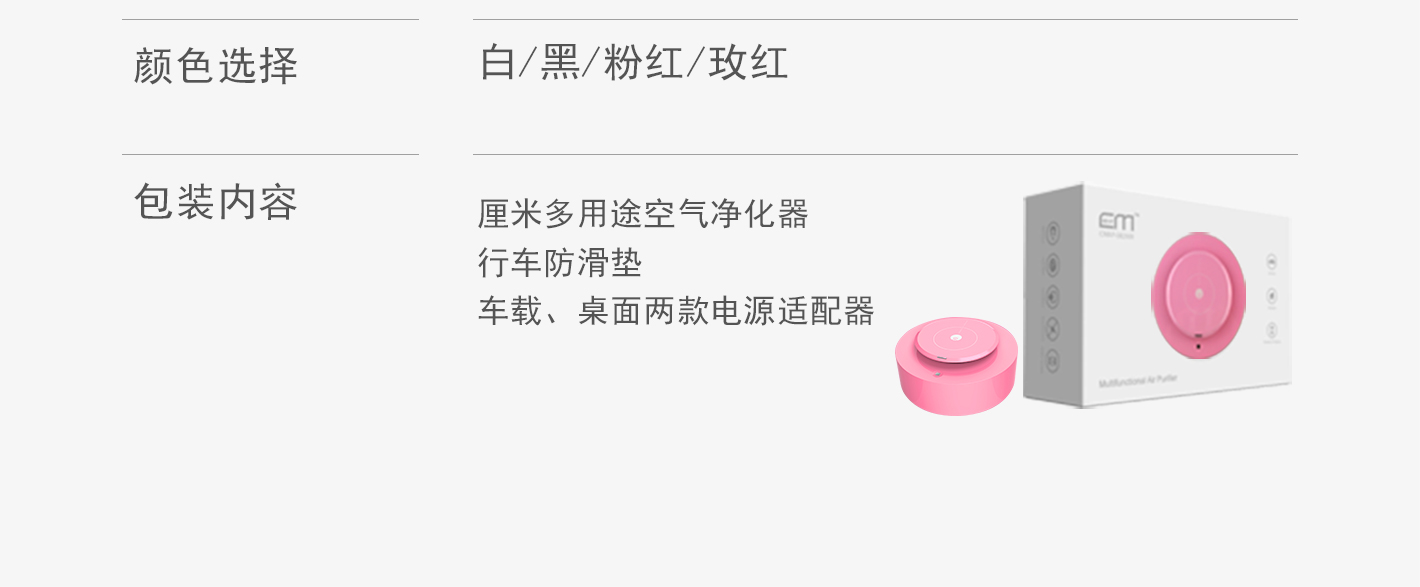 颜色选择
白/黑/粉红/玫红
包装内容
厘米多用途空气净化器
行车防滑垫
车载、桌面两款电源适配器
EM™
Multifunctional Air Purifier